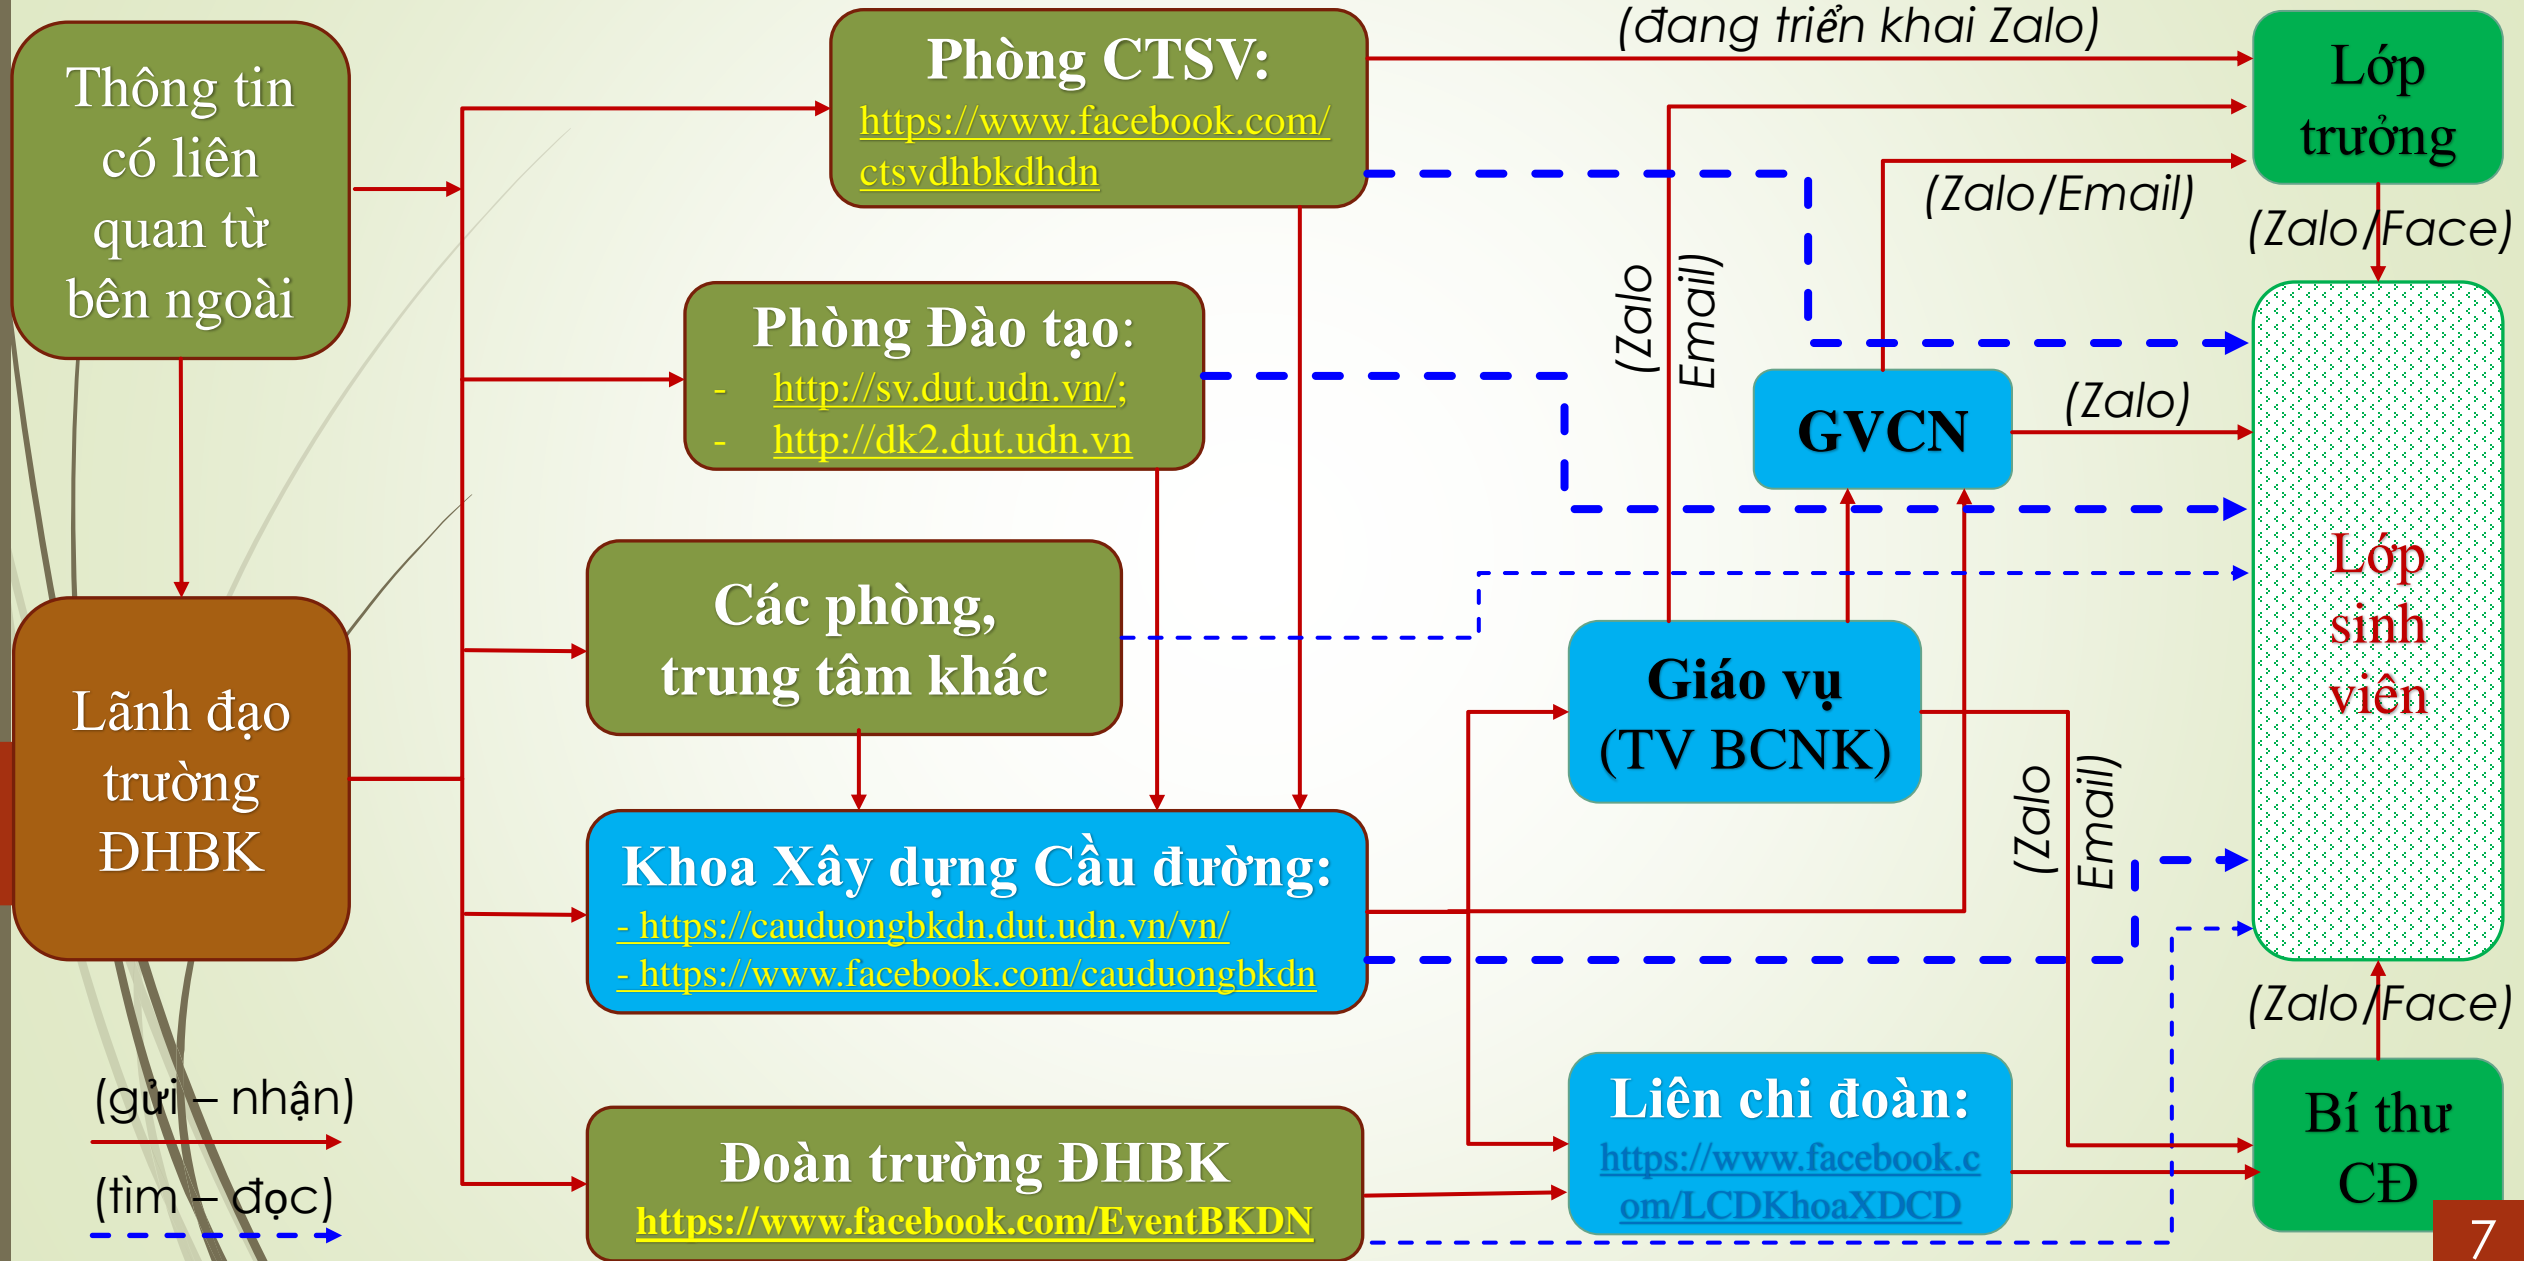 Thông tin
có liên
quan từ
bên ngoài
Lãnh đạo
trường
ĐHBK
(gửi – nhận)
(tìm – đọc)
Phòng CTSV:
https://www.facebook.com/
ctsvdhbkdhdn
Phòng Đào tạo:
- http://sv.dut.udn.vn/;
- http://dk2.dut.udn.vn
Các phòng,
trung tâm khác
Khoa Xây dựng Cầu đường:
- https://cauduongbkdn.dut.udn.vn/vn/
- https://www.facebook.com/cauduongbkdn
Đoàn trường ĐHBK
https://www.facebook.com/EventBKDN
(đang triển khai Zalo)
(Zalo/Email)
(Zalo
Email)
GVCN
(Zalo)
Giáo vụ
(TV BCNK)
(Zalo
Email)
Liên chi đoàn:
https://www.facebook.c
om/LCDKhoaXDCD
Lớp
trưởng
(Zalo/Face)
Lớp
sinh
viên
(Zalo/Face)
Bí thư
CĐ
7